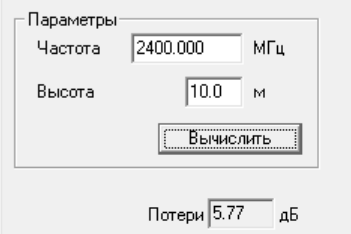 Параметры
Частота 2400.000 МГц
Высота 10.0 м
Вычислить
Потери 5.77 дБ